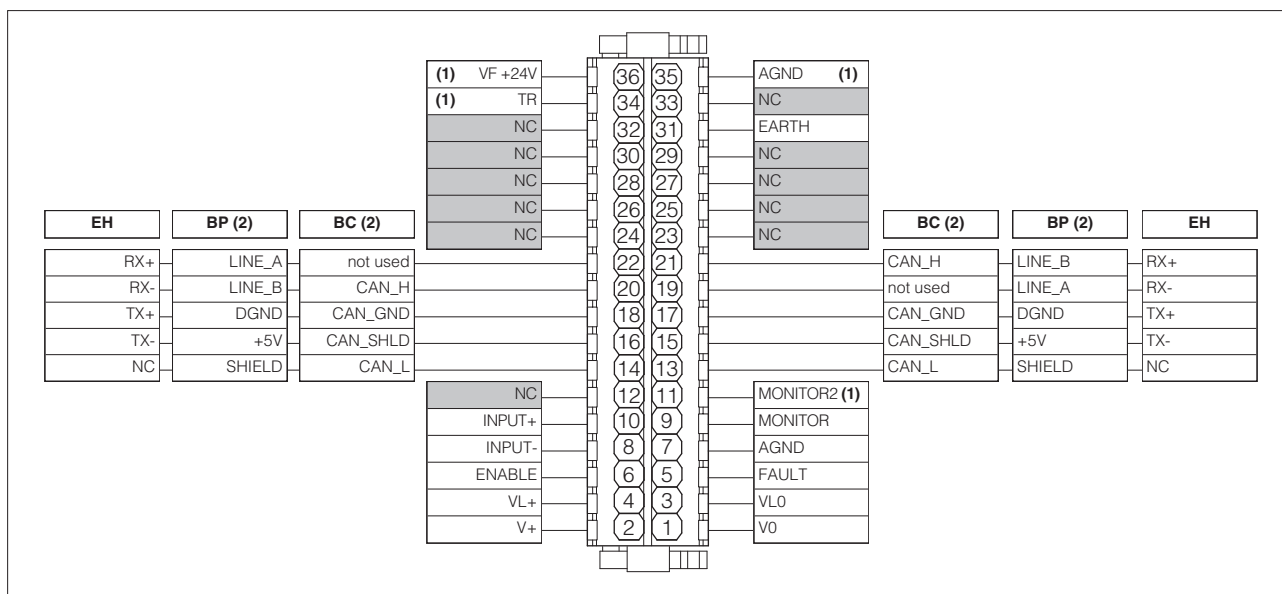 (1) VF +24V 36 35 AGND (1)
(1) TR 34 33 NC
NC 32 31 EARTH
NC 30 29 NC
NC 28 27 NC
NC 26 25 NC
NC 24 23 NC
EH BP (2) BC (2) BC (2) BP (2) EH
RX+ LINE_A not used 22 21 CAN_H LINE_B RX+
RX- LINE_B CAN_H 20 19 not used LINE_A RX-
TX+ DGND CAN_GND 18 17 CAN_GND DGND TX+
TX- +5V CAN_SHLD 16 15 CAN_SHLD +5V TX-
NC SHIELD CAN_L 14 13 CAN_L SHIELD NC
NC 12 11 MONITOR2 (1)
INPUT+ 10 9 MONITOR
INPUT- 8 7 AGND
ENABLE 6 5 FAULT
VL+ 4 3 VL0
V+ 2 1 V0